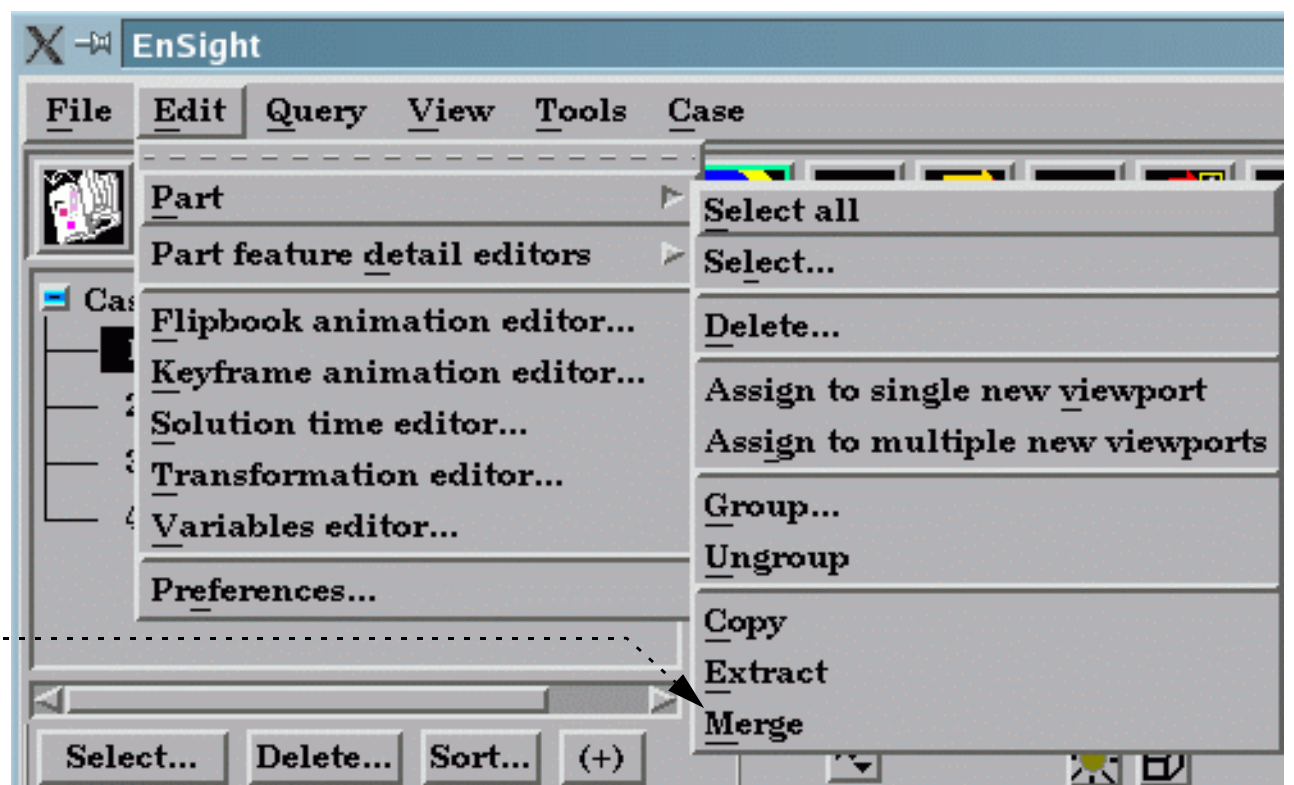 EnSight
File Edit Query View Tools Case
Part
Part feature detail editors
Flipbook animation editor...
Keyframe animation editor...
Solution time editor...
Transformation editor...
Variables editor...
Preferences...
Select all
Select...
Delete...
Assign to single new viewport
Assign to multiple new viewports
Group...
Ungroup
Copy
Extract
Merge
Select... Delete... Sort... (+)